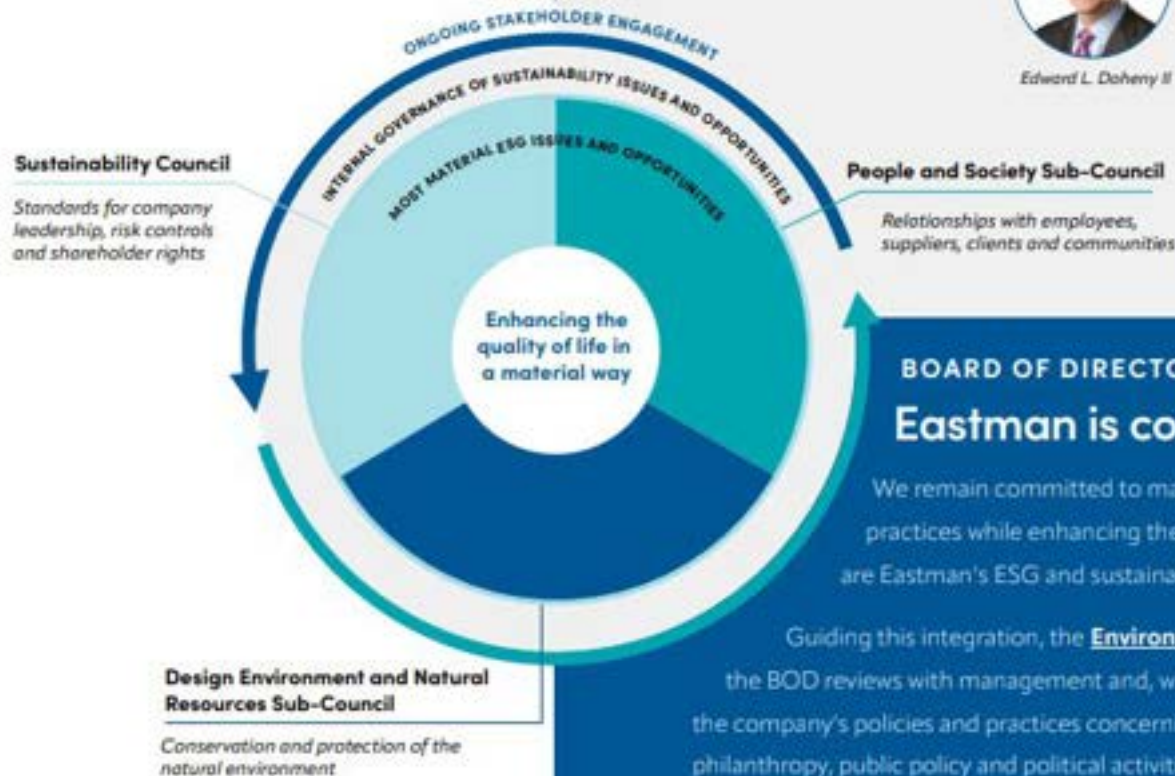 ONGOING STAKEHOLDER ENGAGEMENT
INTERNAL GOVERNANCE OF SUSTAINABILITY ISSUES AND OPPORTUNITIES
MOST MATERIAL ESG ISSUES AND OPPORTUNITIES
Edward L. Doheny II
Sustainability Council
Standards for company
leadership, risk controls
and shareholder rights
People and Society Sub-Council
Relationships with employees,
suppliers, clients and communities
Enhancing the
quality of life in
a material way
BOARD OF DIRECTO
Eastman is co
We remain committed to ma
practices while enhancing the
are Eastman's ESG and sustaina
Guiding this integration, the Environ
the BOD reviews with management and, w
the company's policies and practices concern
philanthropy, public policy and political activit
Design Environment and Natural
Resources Sub-Council
Conservation and protection of the
natural environment